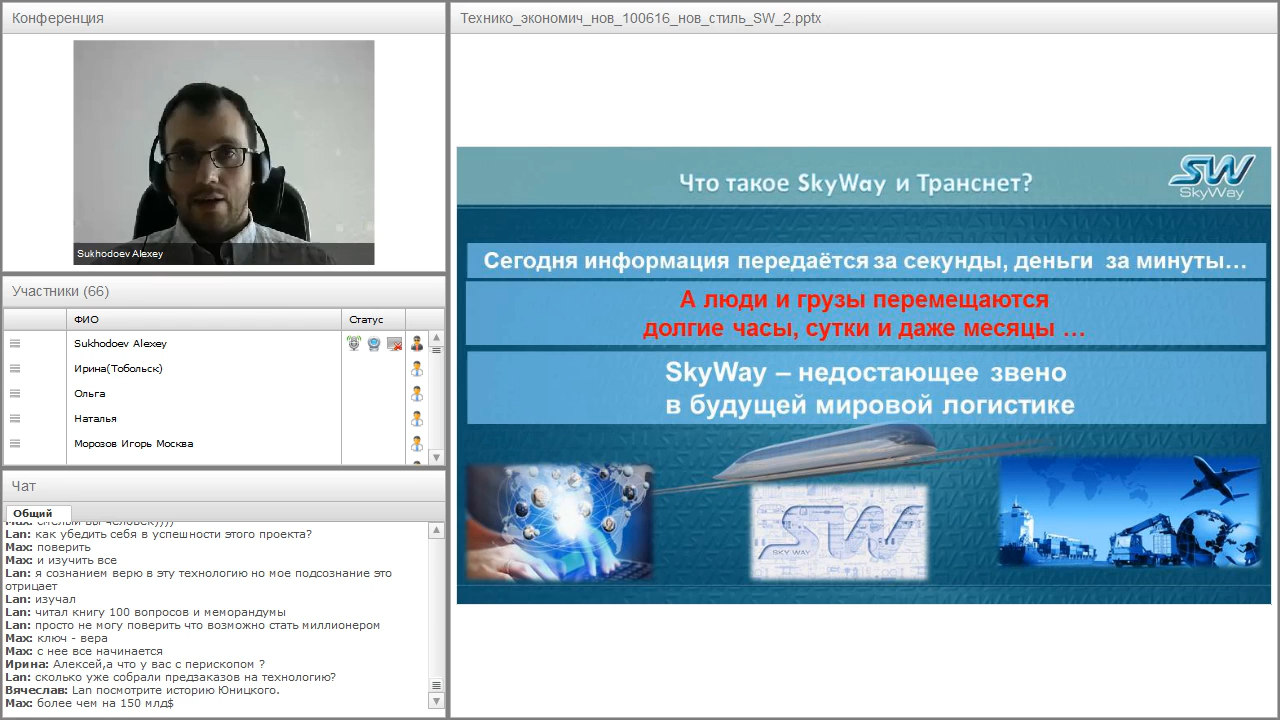 Конференция
Sukhodoev Alexey
Участники (66)
ФИО
Статус
Sukhodoev Alexey
Ирина(Тобольск)
Ольга
Наталья
Морозов Игорь Москва
Чат
Общий
Lan: как убедить себя в успешности этого проекта?
Max: поверить
Max: и изучить все
Lan: я сознанием верю в эту технологию но мое подсознание это
отрицает
Lan: изучал
Lan: читал книгу 100 вопросов и меморандумы
Lan: просто не могу поверить что возможно стать миллионером
Max: ключ - вера
Max: с нее все начинается
Ирина: Алексей,а что у вас с перископом ?
Lan: сколько уже собрали предзаказов на технологию?
Вячеслав: Lan посмотрите историю Юницкого.
Max: более чем на 150 млд$
Технико_экономич_нов_100616_нов_стиль_SW_2.pptx
Что такое SkyWay и Транснет?
SW
SkyWay
Сегодня информация передаётся за секунды, деньги за минуты...
А люди и грузы перемещаются
долгие часы, сутки и даже месяцы ...
SkyWay – недостающее звено
в будущей мировой логистике
SW
SKY WAY